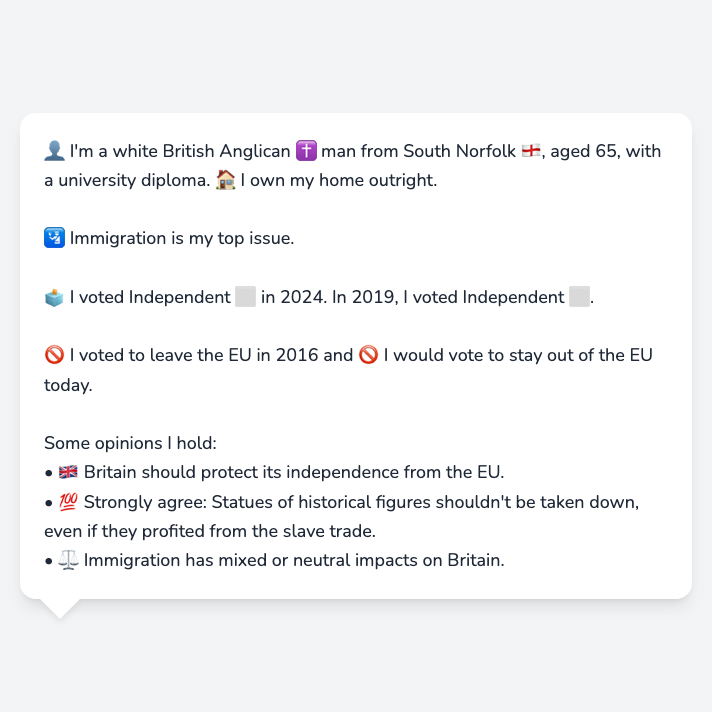 👤 I'm a white British Anglican ✝️ man from South Norfolk 🏴󠁧󠁢󠁥󠁮󠁧󠁿, aged 65, with
a university diploma. 🏠 I own my home outright.
🛂 Immigration is my top issue.
🗳️ I voted Independent ⬜ in 2024. In 2019, I voted Independent ⬜.
🚫 I voted to leave the EU in 2016 and 🚫 I would vote to stay out of the EU
today.
Some opinions I hold:
• 🇬🇧 Britain should protect its independence from the EU.
• 💯 Strongly agree: Statues of historical figures shouldn't be taken down,
even if they profited from the slave trade.
• ⚖️ Immigration has mixed or neutral impacts on Britain.